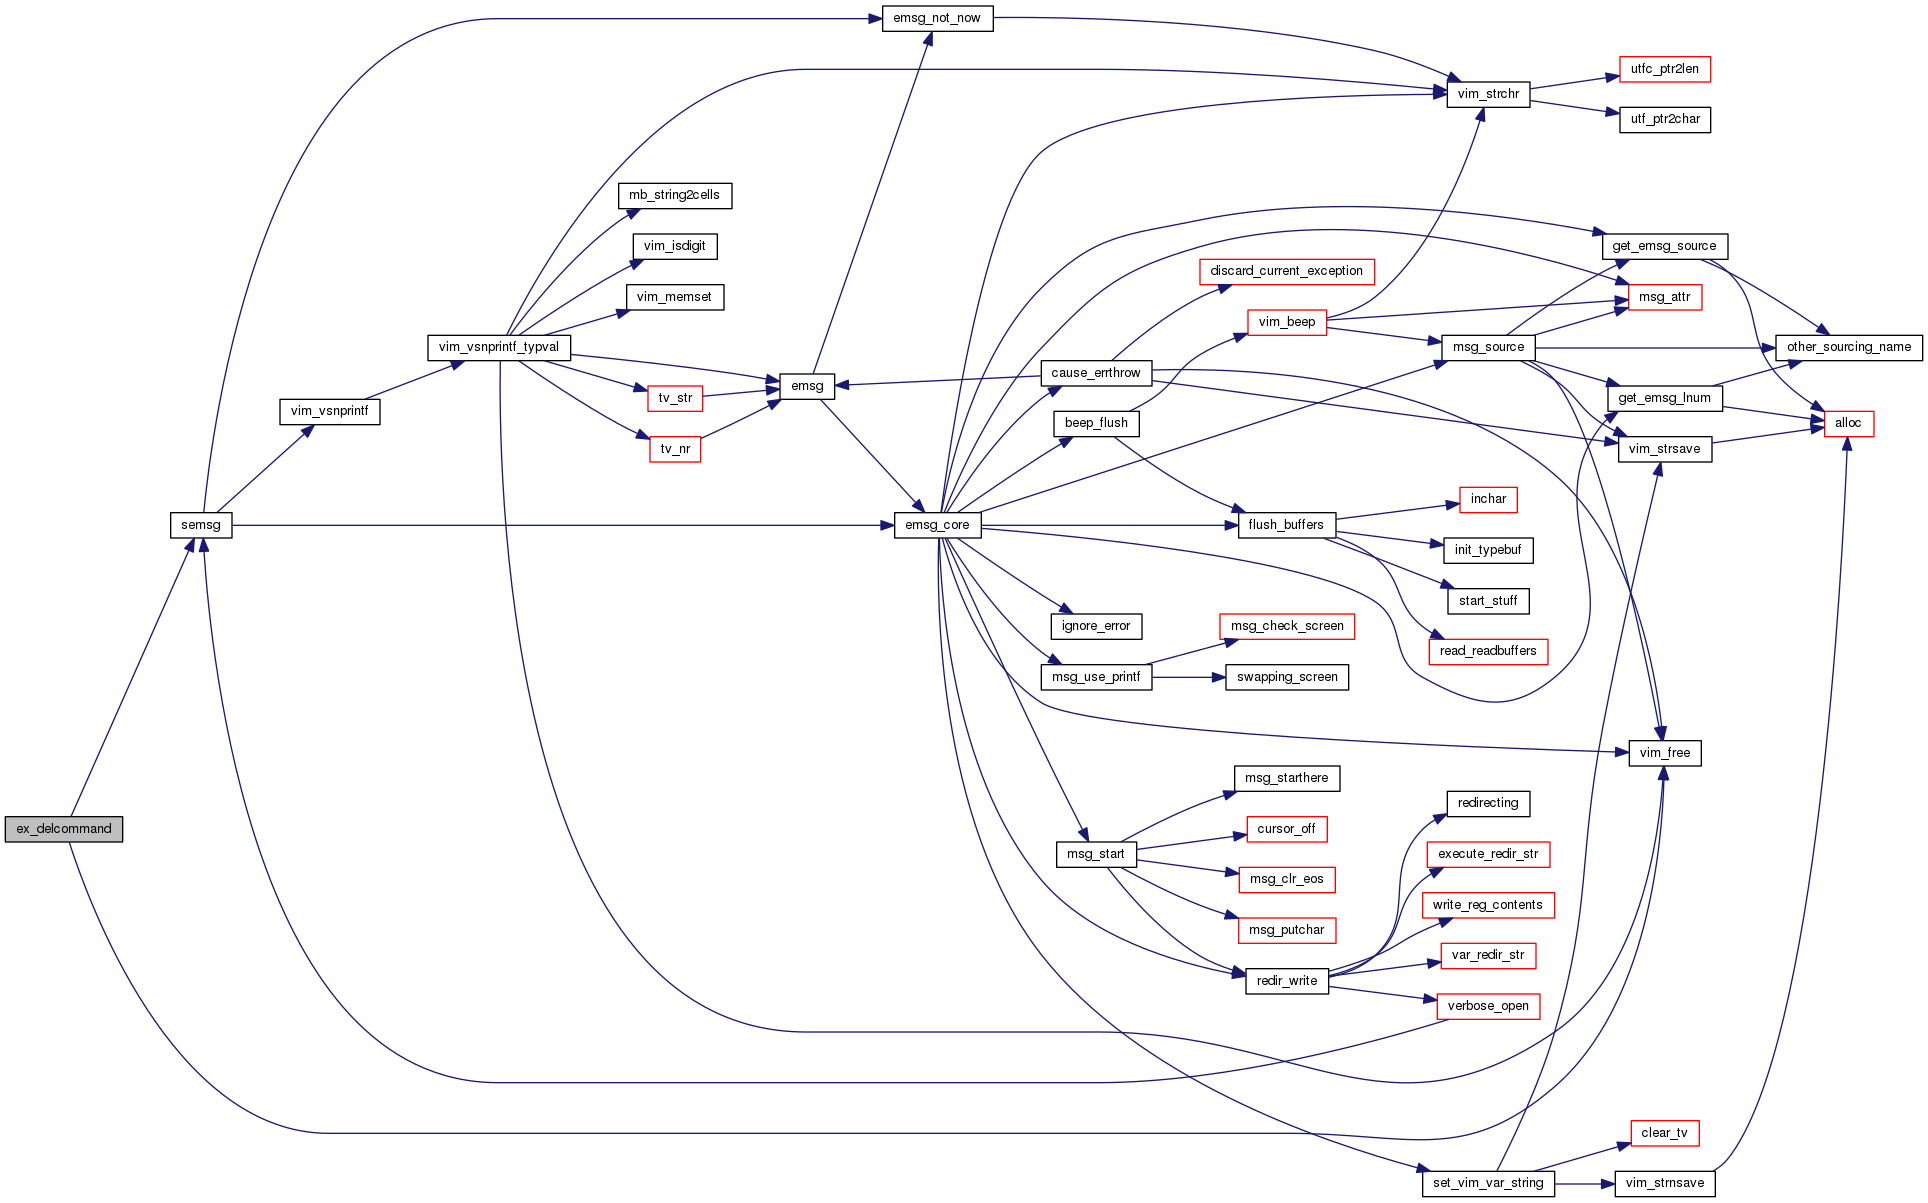 emsg_not_now
utfc_ptr2len
vim_strchr
utf_ptr2char
mb_string2cells
vim_isdigit
get_emsg_source
discard_current_exception
vim_memset
msg_attr
vim_beep
vim_vsnprintf_typval
msg_source
other_sourcing_name
cause_errthrow
emsg
tv_str
get_emsg_lnum
vim_vsnprintf
beep_flush
alloc
tv_nr
vim_strsave
inchar
semsg
emsg_core
flush_buffers
init_typebuf
start_stuff
ignore_error
msg_check_screen
read_readbuffers
msg_use_printf
swapping_screen
vim_free
msg_starthere
redirecting
ex_delcommand
cursor_off
msg_start
execute_redir_str
msg_clr_eos
write_reg_contents
msg_putchar
var_redir_str
redir_write
verbose_open
clear_tv
set_vim_var_string
vim_strnsave